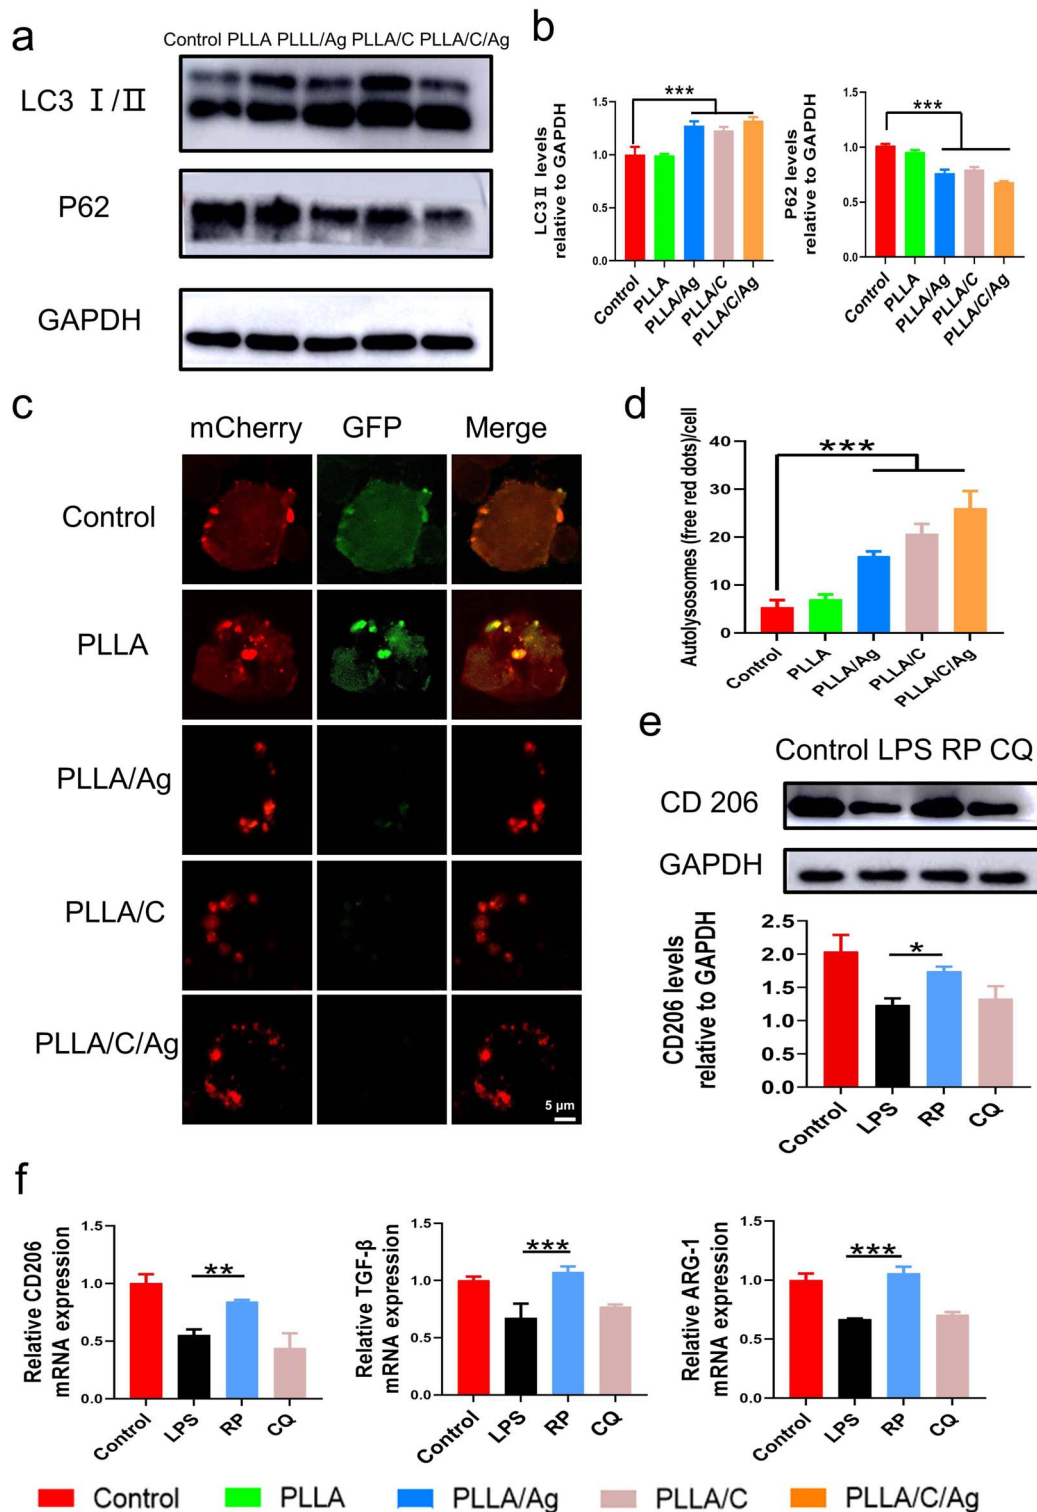 a
Control PLLA PLLL/Ag PLLA/C PLLA/C/Ag
LC3 Ⅰ/Ⅱ
P62
GAPDH
b
LC3Ⅱ levels
relative to GAPDH
1.5
1.0
0.5
0.0
***
Control
PLLA
PLLA/Ag
PLLA/C
PLLA/C/Ag
P62 levels
relative to GAPDH
1.5
1.0
0.5
0.0
***
Control
PLLA
PLLA/Ag
PLLA/C
PLLA/C/Ag
c
mCherry GFP Merge
Control
PLLA
PLLA/Ag
PLLA/C
PLLA/C/Ag
5 μm
d
Autolysosomes (free red dots)/cell
40
30
20
10
0
***
Control
PLLA
PLLA/Ag
PLLA/C
PLLA/C/Ag
e
Control LPS RP CQ
CD 206
GAPDH
CD206 levels
relative to GAPDH
2.5
2.0
1.5
1.0
0.5
0.0
*
Control
LPS
RP
CQ
f
Relative CD206
mRNA expression
1.5
1.0
0.5
0.0
**
Control
LPS
RP
CQ
Relative TGF-β
mRNA expression
1.5
1.0
0.5
0.0
***
Control
LPS
RP
CQ
Relative ARG-1
mRNA expression
1.5
1.0
0.5
0.0
***
Control
LPS
RP
CQ
Control PLLA PLLA/Ag PLLA/C PLLA/C/Ag